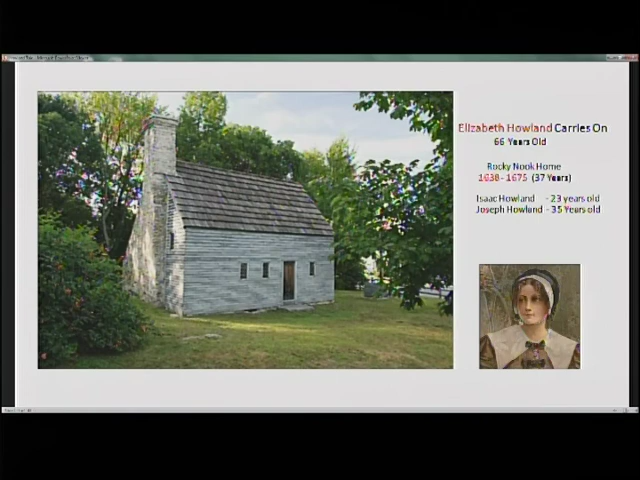 Elizabeth Howland Carries On
66 Years Old
Rocky Nook Home
1638 - 1675 (37 Years)
Isaac Howland - 23 years old
Joseph Howland - 35 Years old